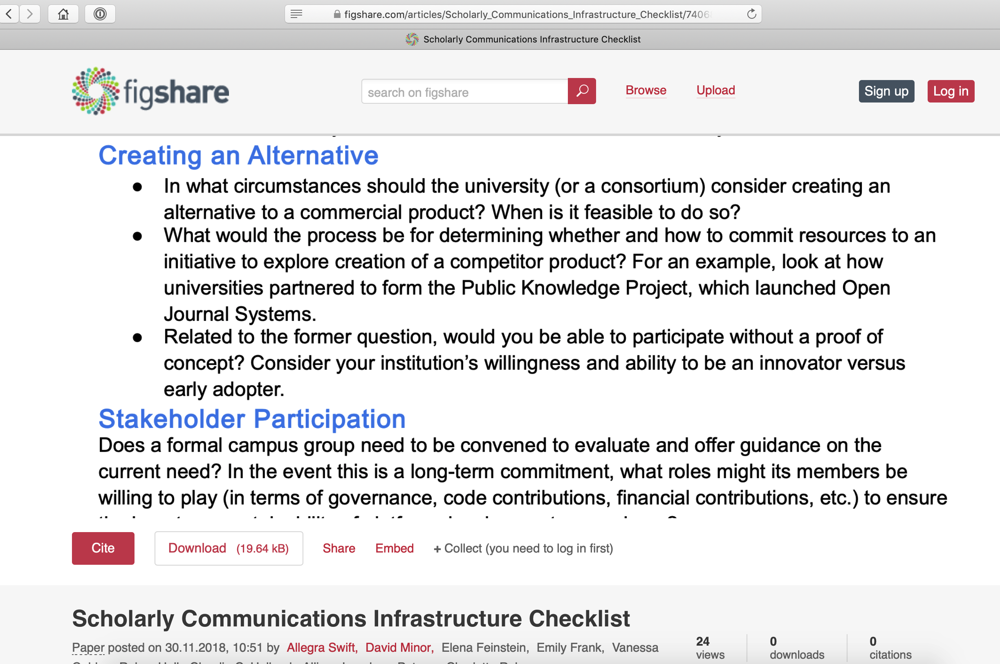 figshare.com/articles/Scholarly_Communications_Infrastructure_Checklist/7406
Scholarly Communications Infrastructure Checklist
figshare
search on figshare
Browse
Upload
Sign up
Log in
Creating an Alternative
● In what circumstances should the university (or a consortium) consider creating an
alternative to a commercial product? When is it feasible to do so?
● What would the process be for determining whether and how to commit resources to an
initiative to explore creation of a competitor product? For an example, look at how
universities partnered to form the Public Knowledge Project, which launched Open
Journal Systems.
● Related to the former question, would you be able to participate without a proof of
concept? Consider your institution’s willingness and ability to be an innovator versus
early adopter.
Stakeholder Participation
Does a formal campus group need to be convened to evaluate and offer guidance on the
current need? In the event this is a long-term commitment, what roles might its members be
willing to play (in terms of governance, code contributions, financial contributions, etc.) to ensure
Cite
Download (19.64 kB)
Share
Embed
+ Collect (you need to log in first)
Scholarly Communications Infrastructure Checklist
Paper posted on 30.11.2018, 10:51 by Allegra Swift, David Minor, Elena Feinstein, Emily Frank, Vanessa
24
views
0
downloads
0
citations